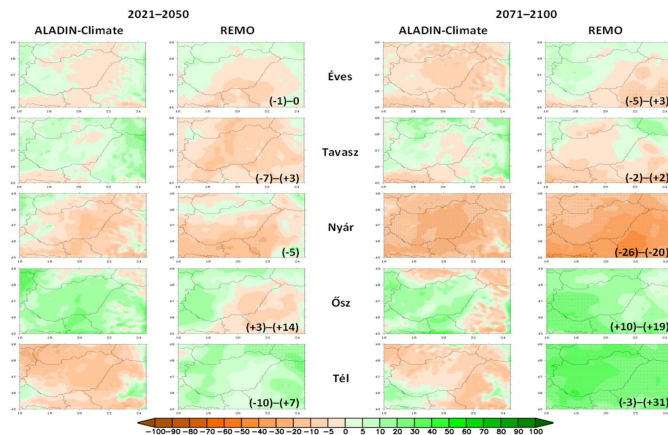 2021–2050 2071–2100
ALADIN-Climate REMO ALADIN-Climate REMO
Éves
(-1)–0 (-5)–(+3)
Tavasz
(-7)–(+3) (-2)–(+2)
Nyár
(-5) (-26)–(-20)
Ősz
(+3)–(+14) (+10)–(+19)
Tél
(-10)–(+7) (-3)–(+31)
−100 −90 −80 −70 −60 −50 −40 −30 −20 −10 −5 0 5 10 20 30 40 50 60 70 80 90 100